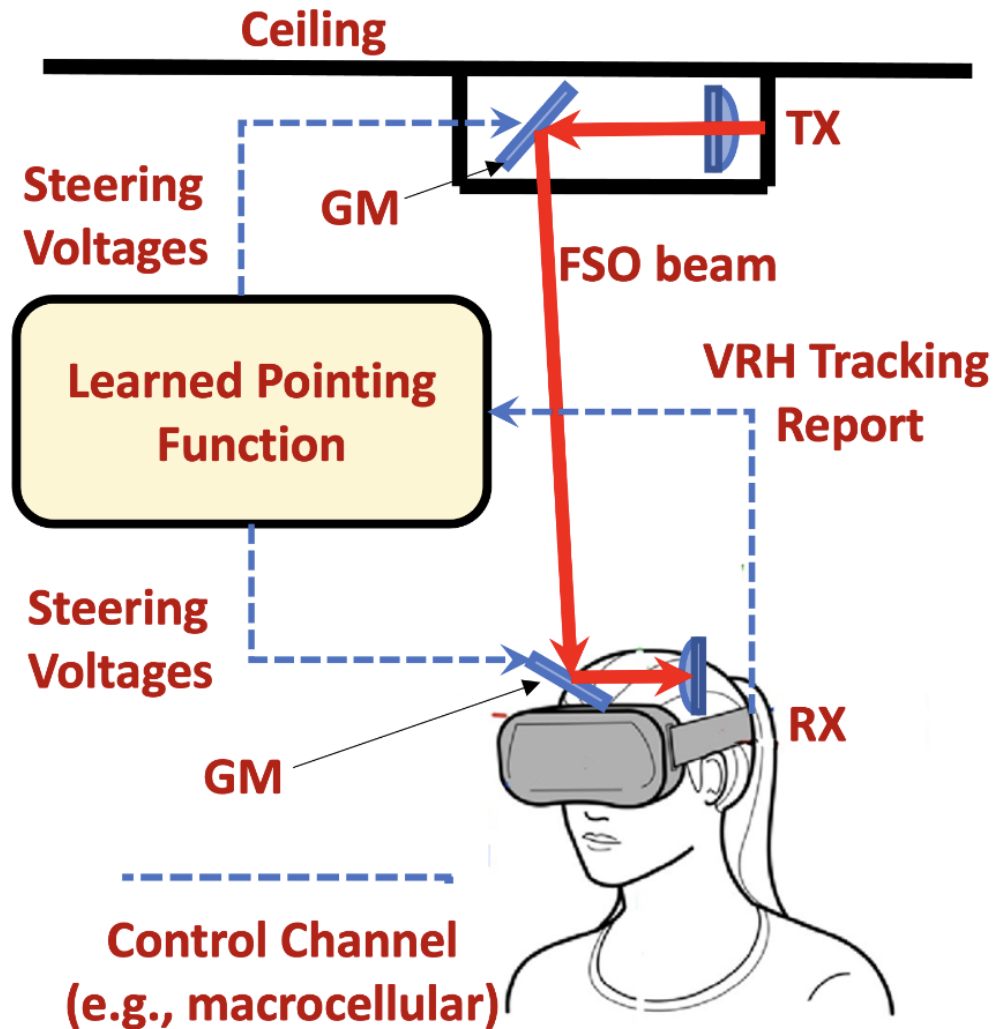 Ceiling
TX
Steering
Voltages
GM
FSO beam
VRH Tracking
Report
Learned Pointing
Function
Steering
Voltages
RX
GM
Control Channel
(e.g., macrocellular)